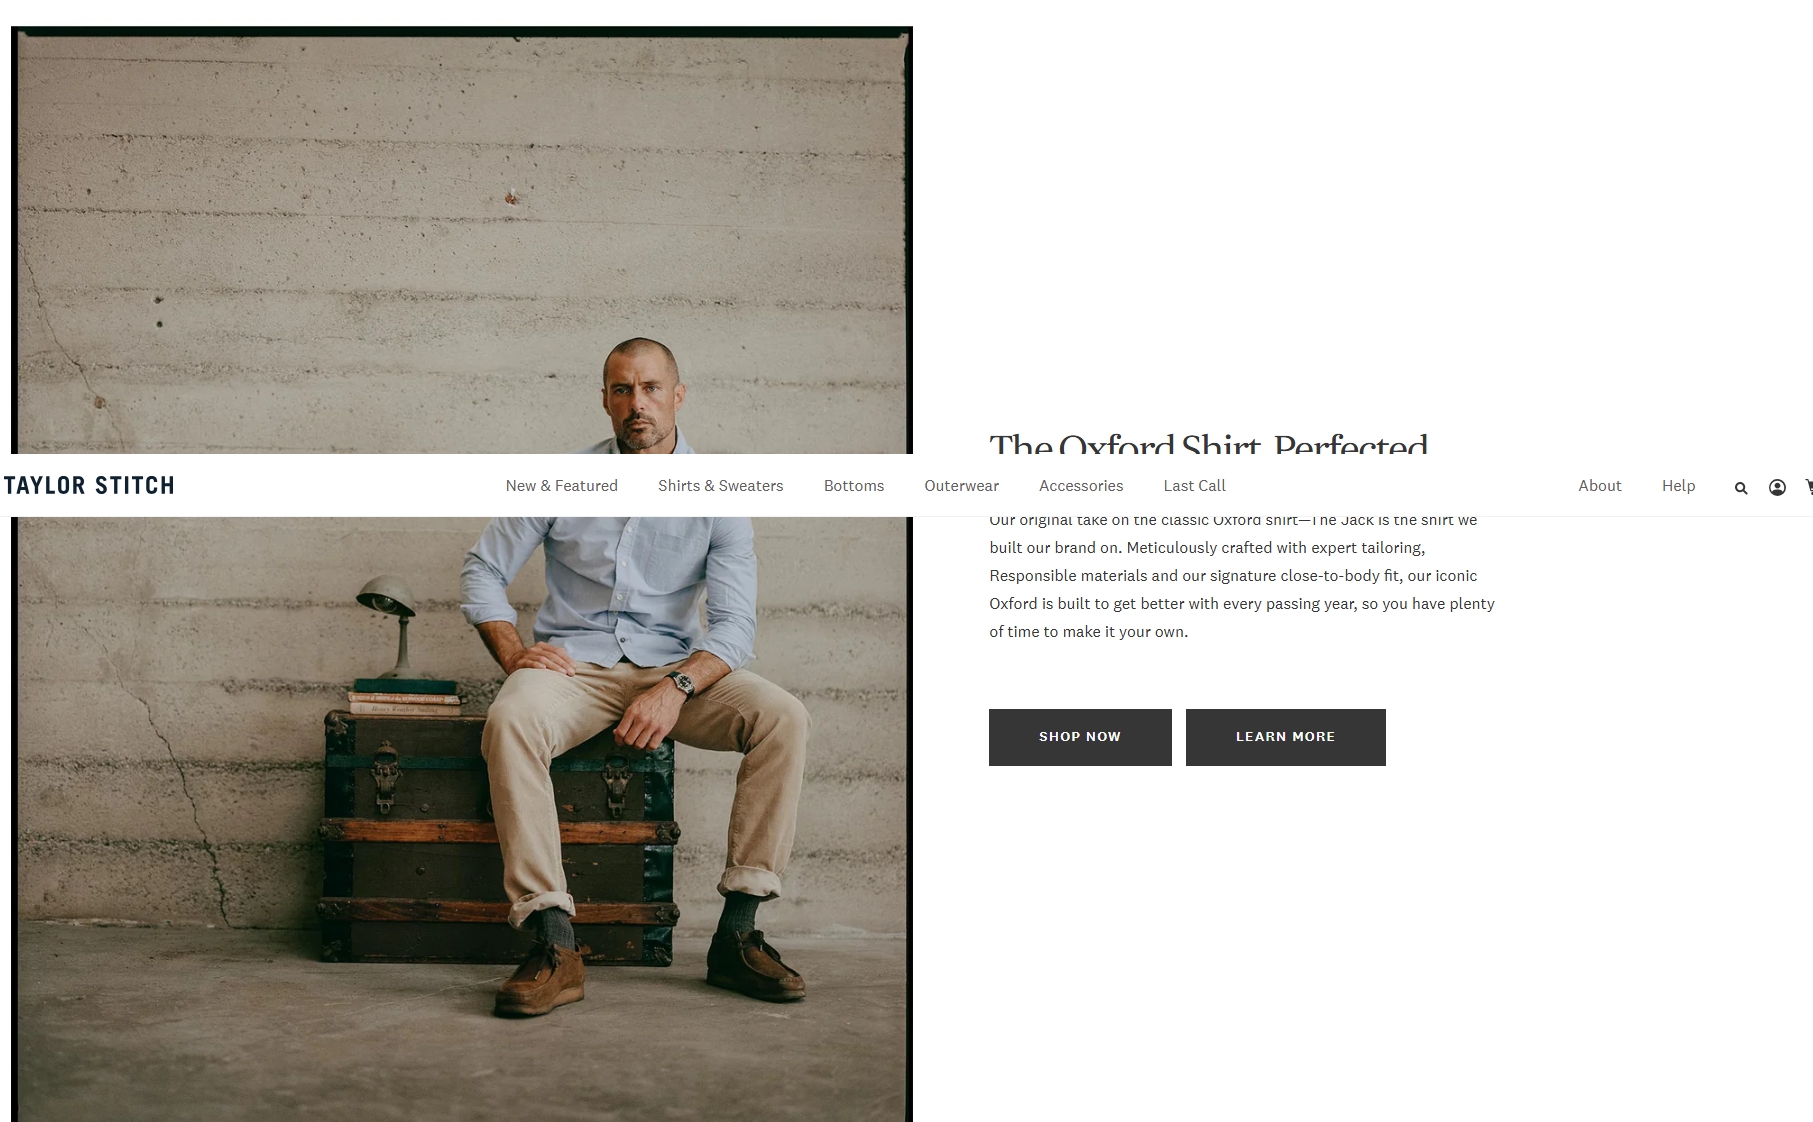 The Oxford Shirt, Perfected
TAYLOR STITCH
New & Featured
Shirts & Sweaters
Bottoms
Outerwear
Accessories
Last Call
About
Help
Our original take on the classic Oxford shirt—The Jack is the shirt we
built our brand on. Meticulously crafted with expert tailoring,
Responsible materials and our signature close-to-body fit, our iconic
Oxford is built to get better with every passing year, so you have plenty
of time to make it your own.
SHOP NOW
LEARN MORE